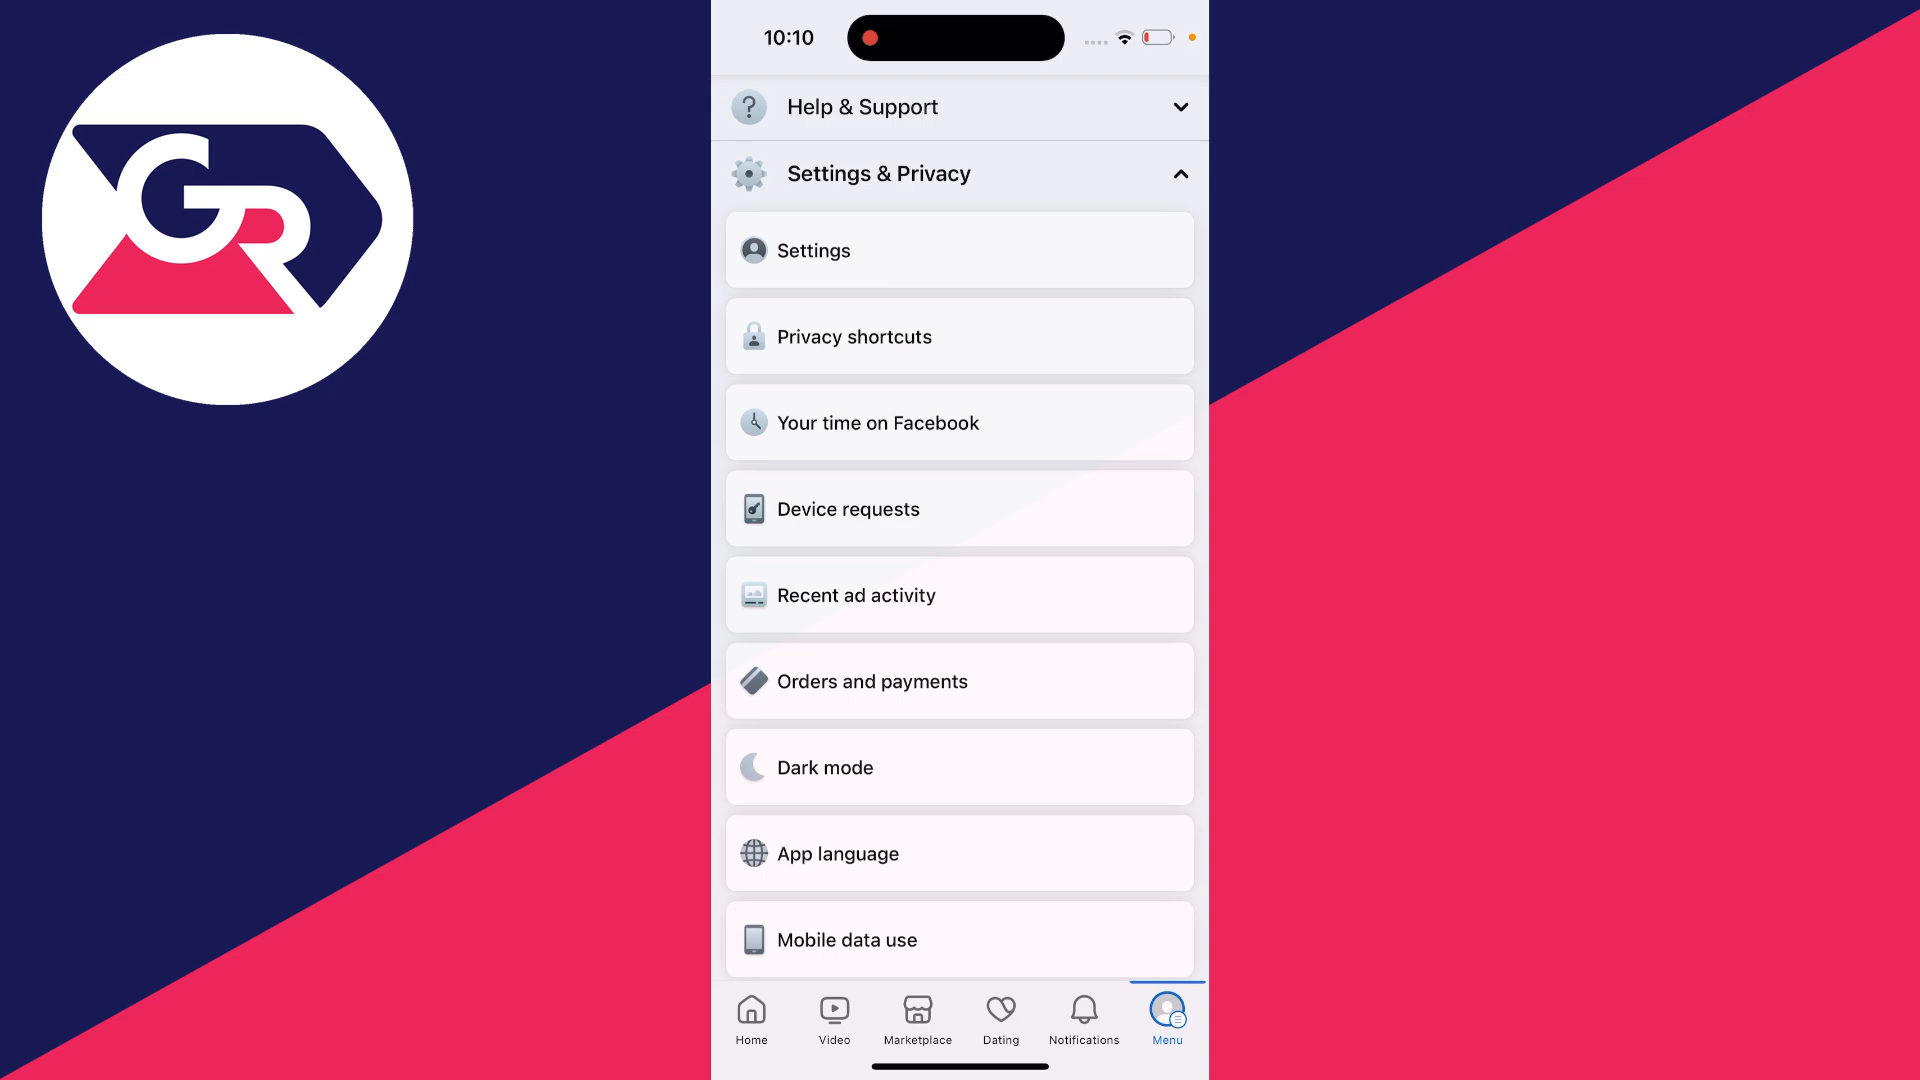 GR
10:10
Help & Support
Settings & Privacy
Settings
Privacy shortcuts
Your time on Facebook
Device requests
Recent ad activity
Orders and payments
Dark mode
App language
Mobile data use
Home Video Marketplace Dating Notifications Menu